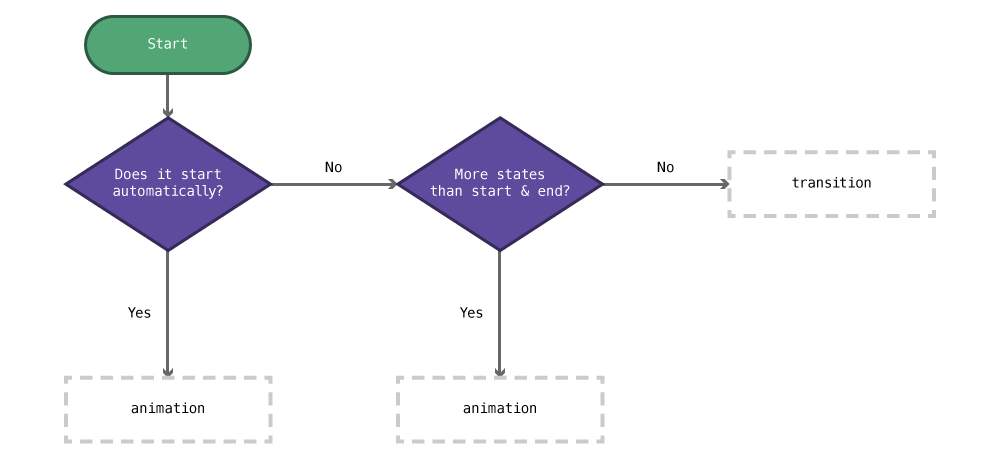 Start
Does it start
automatically?
No
More states
than start & end?
No
transition
Yes
Yes
animation
animation